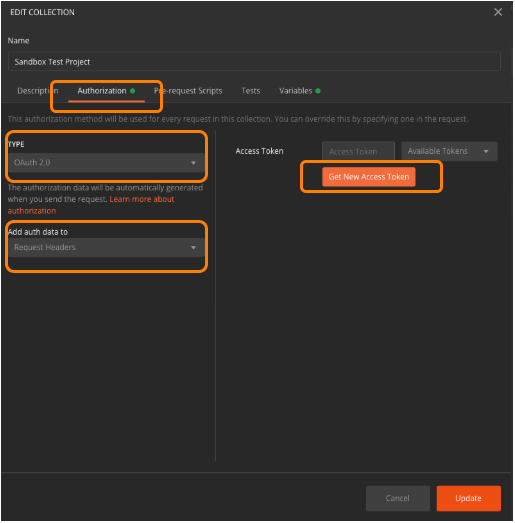 EDIT COLLECTION
Name
Sandbox Test Project
Description Authorization Pre-request Scripts Tests Variables
This authorization method will be used for every request in this collection. You can override this by specifying one in the request.
TYPE
OAuth 2.0
The authorization data will be automatically generated
when you send the request. Learn more about
authorization
Add auth data to
Request Headers
Access Token
Access Token
Available Tokens
Get New Access Token
Cancel
Update